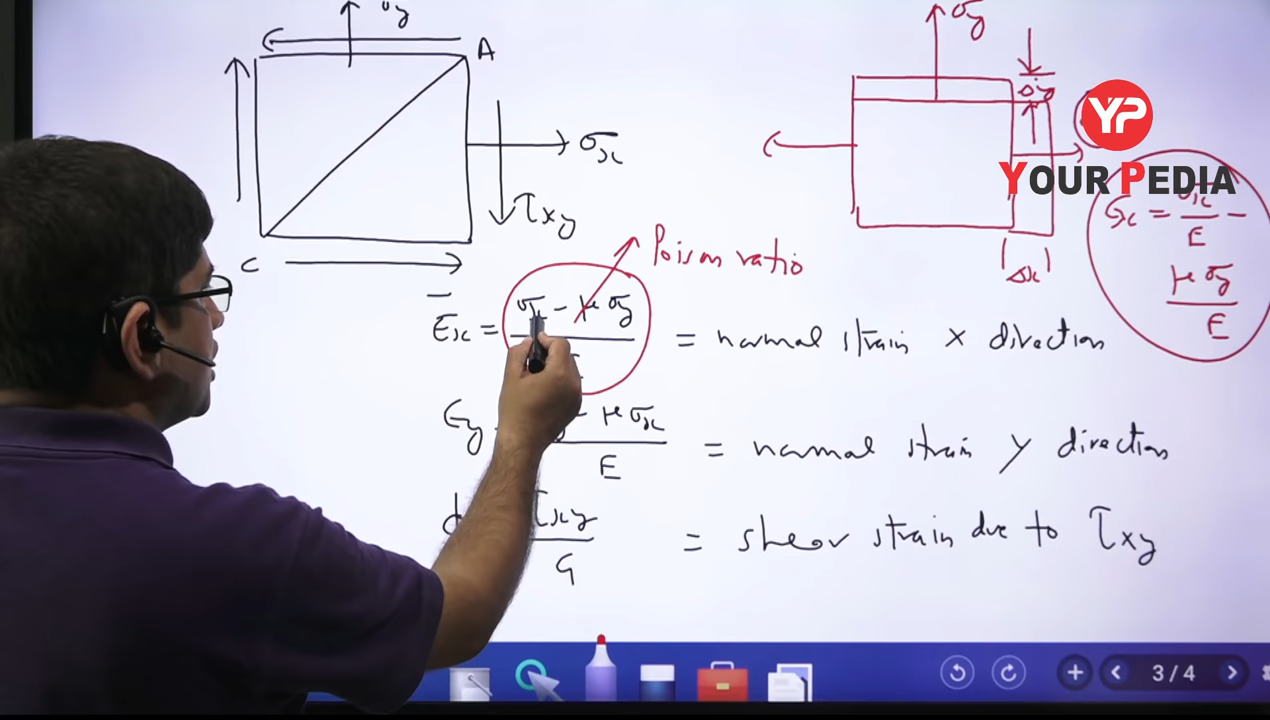 σy
A
σx
τxy
C
σy
Δy
YP
YOUR PEDIA
Δx
εx = σx/E −
μσy/E
Poison ratio
εx = σx − μσy = normal strain x direction
εy − μσx / E = normal strain y direction
τxy / G = shear strain due to τxy
3/4